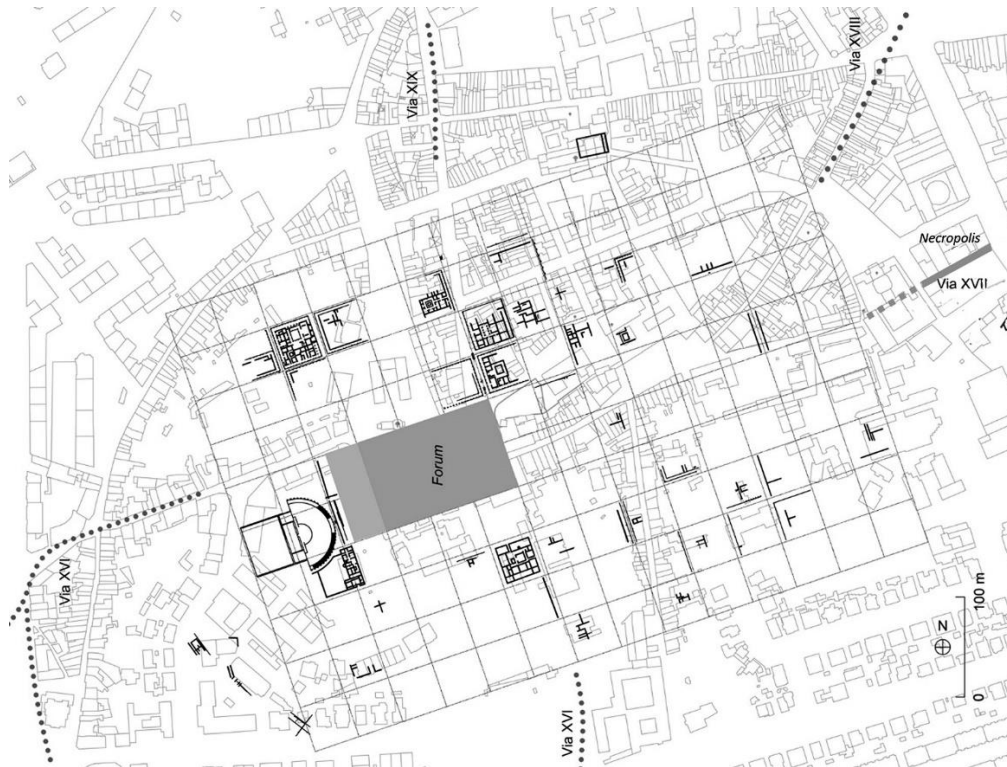 Via XIX
Via XVIII
Necropolis
Via XVII
Forum
Via XVI
100 m
N
0
Via XVI